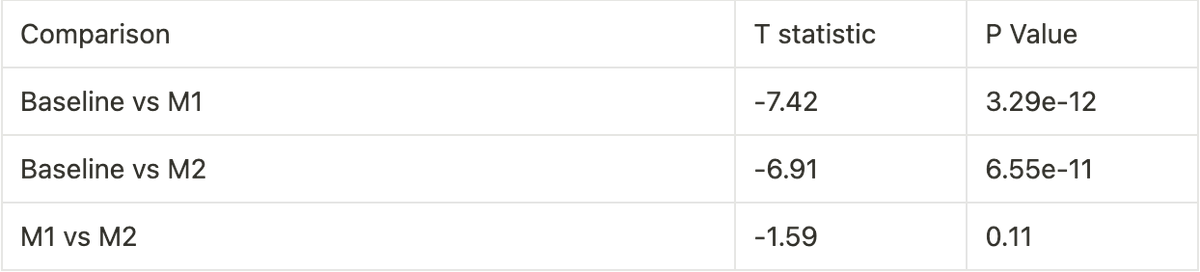 Comparison T statistic P Value
Baseline vs M1 -7.42 3.29e-12
Baseline vs M2 -6.91 6.55e-11
M1 vs M2 -1.59 0.11